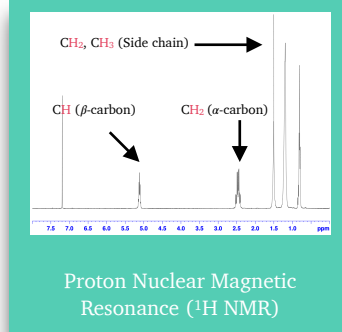 CH₂, CH₃ (Side chain)
CH (β-carbon) CH₂ (α-carbon)
7.5 7.0 6.5 6.0 5.5 5.0 4.5 4.0 3.5 3.0 2.5 2.0 1.5 1.0 ppm
Proton Nuclear Magnetic
Resonance (¹H NMR)